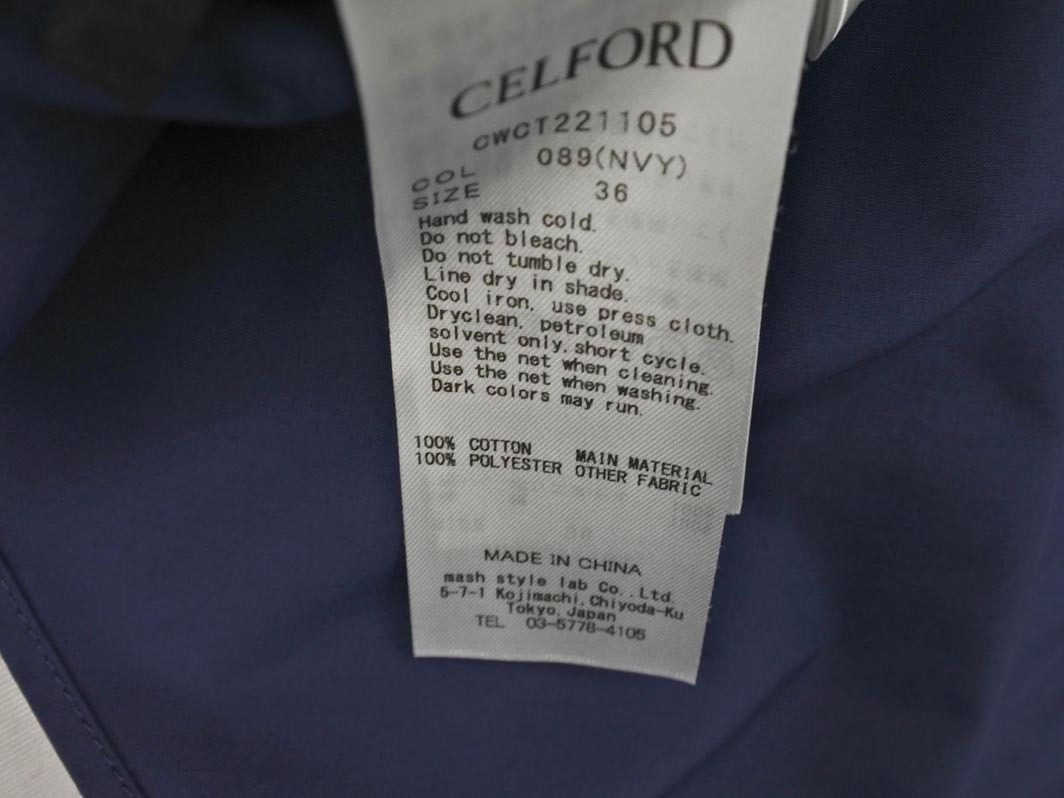 CELFORD
CWCT221105
COL 089(NVY)
SIZE 36
Hand wash cold.
Do not bleach.
Do not tumble dry.
Line dry in shade.
Cool iron, use press cloth.
Dryclean, petroleum
solvent only, short cycle.
Use the net when cleaning.
Use the net when washing.
Dark colors may run.
100% COTTON MAIN MATERIAL
100% POLYESTER OTHER FABRIC
MADE IN CHINA
mash style lab Co.,Ltd.
5-7-1 Kojimachi,Chiyoda-Ku
Tokyo,Japan
TEL 03-5778-4105